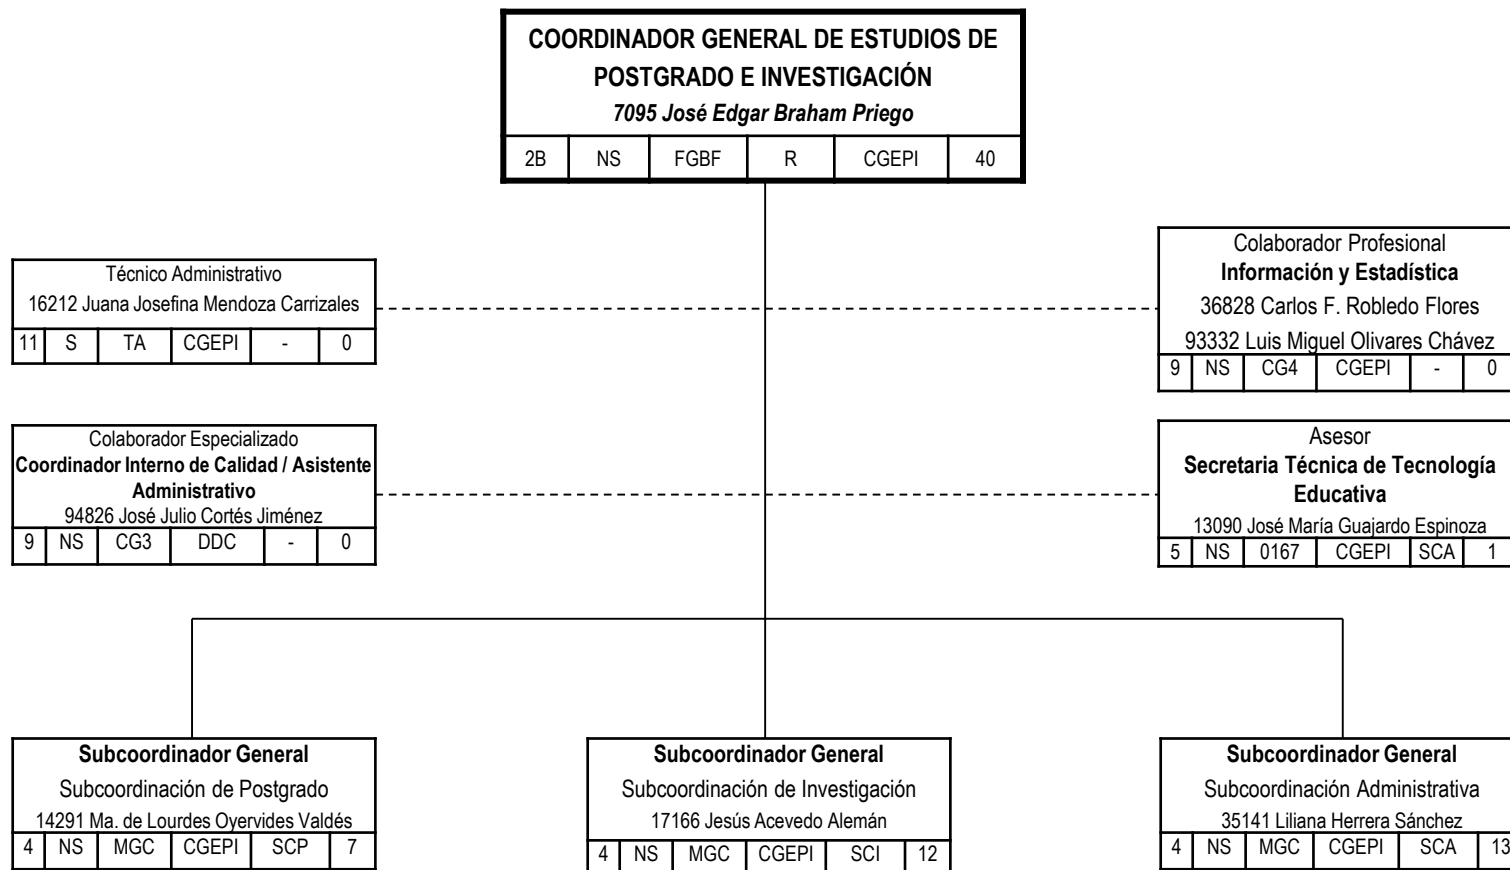 COORDINADOR GENERAL DE ESTUDIOS DE
POSTGRADO E INVESTIGACIÓN
7095 José Edgar Braham Priego
2B NS FGBF R CGEPI 40
Técnico Administrativo
16212 Juana Josefina Mendoza Carrizales
11 S TA CGEPI - 0
Colaborador Profesional
Información y Estadística
36828 Carlos F. Robledo Flores
93332 Luis Miguel Olivares Chávez
9 NS CG4 CGEPI - 0
Colaborador Especializado
Coordinador Interno de Calidad / Asistente
Administrativo
94826 José Julio Cortés Jiménez
9 NS CG3 DDC - 0
Asesor
Secretaria Técnica de Tecnología
Educativa
13090 José María Guajardo Espinoza
5 NS 0167 CGEPI SCA 1
Subcoordinador General
Subcoordinación de Postgrado
14291 Ma. de Lourdes Oyervides Valdés
4 NS MGC CGEPI SCP 7
Subcoordinador General
Subcoordinación de Investigación
17166 Jesús Acevedo Alemán
4 NS MGC CGEPI SCI 12
Subcoordinador General
Subcoordinación Administrativa
35141 Liliana Herrera Sánchez
4 NS MGC CGEPI SCA 13